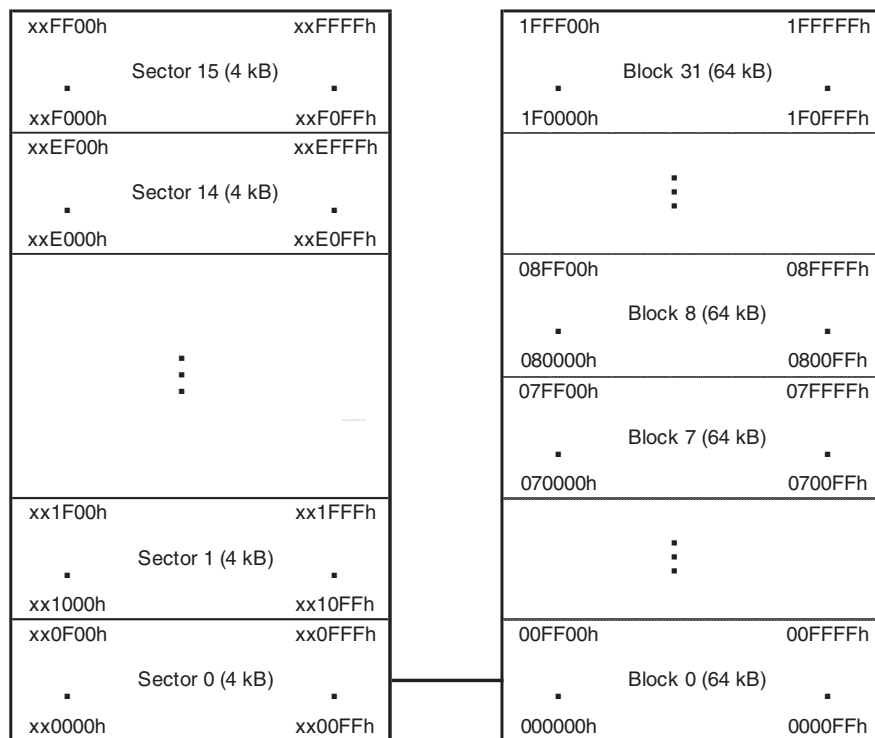 xxFF00h xxFFFFh
Sector 15 (4 kB)
xxF000h xxF0FFh
xxEF00h xxEFFFh
Sector 14 (4 kB)
xxE000h xxE0FFh
xx1F00h xx1FFFh
Sector 1 (4 kB)
xx1000h xx10FFh
xx0F00h xx0FFFh
Sector 0 (4 kB)
xx0000h xx00FFh
1FFF00h 1FFFFFh
Block 31 (64 kB)
1F0000h 1F0FFFh
08FF00h 08FFFFh
Block 8 (64 kB)
080000h 0800FFh
07FF00h 07FFFFh
Block 7 (64 kB)
070000h 0700FFh
00FF00h 00FFFFh
Block 0 (64 kB)
000000h 0000FFh